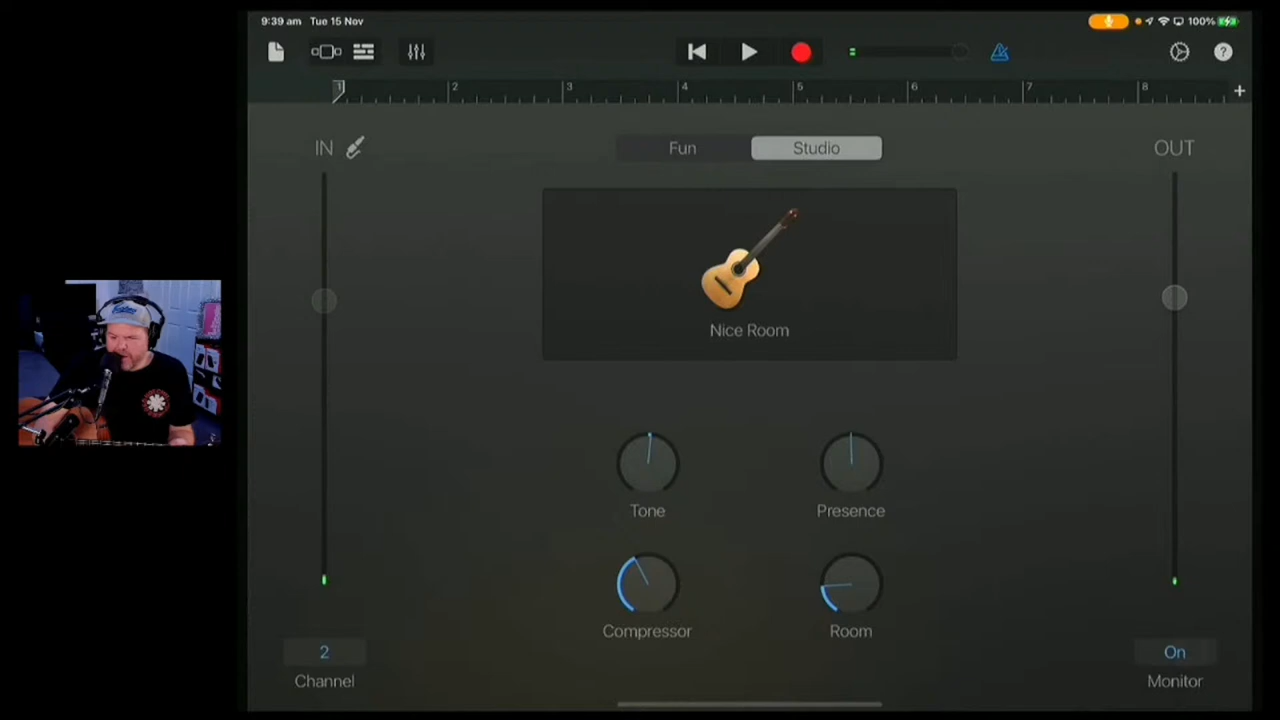 9:39 am Tue 15 Nov
100%
1 2 3 4 5 6 7 8 +
IN
Fun
Studio
OUT
Nice Room
Tone
Presence
Compressor
Room
2
Channel
On
Monitor